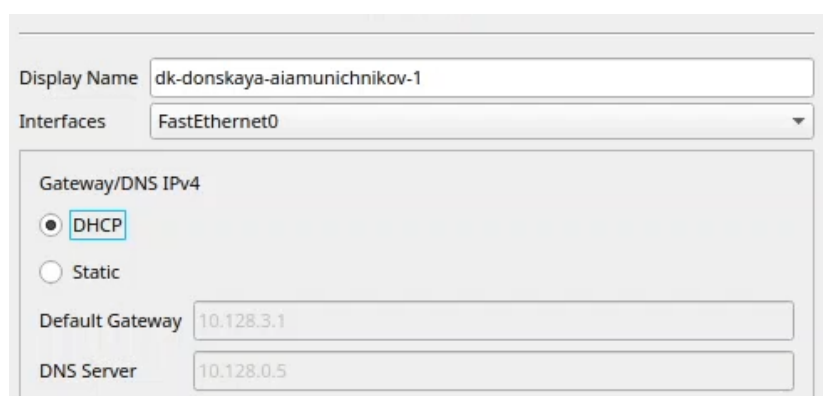 Display Name dk-donskaya-aiamunichnikov-1
Interfaces FastEthernet0
Gateway/DNS IPv4
DHCP
Static
Default Gateway 10.128.3.1
DNS Server 10.128.0.5